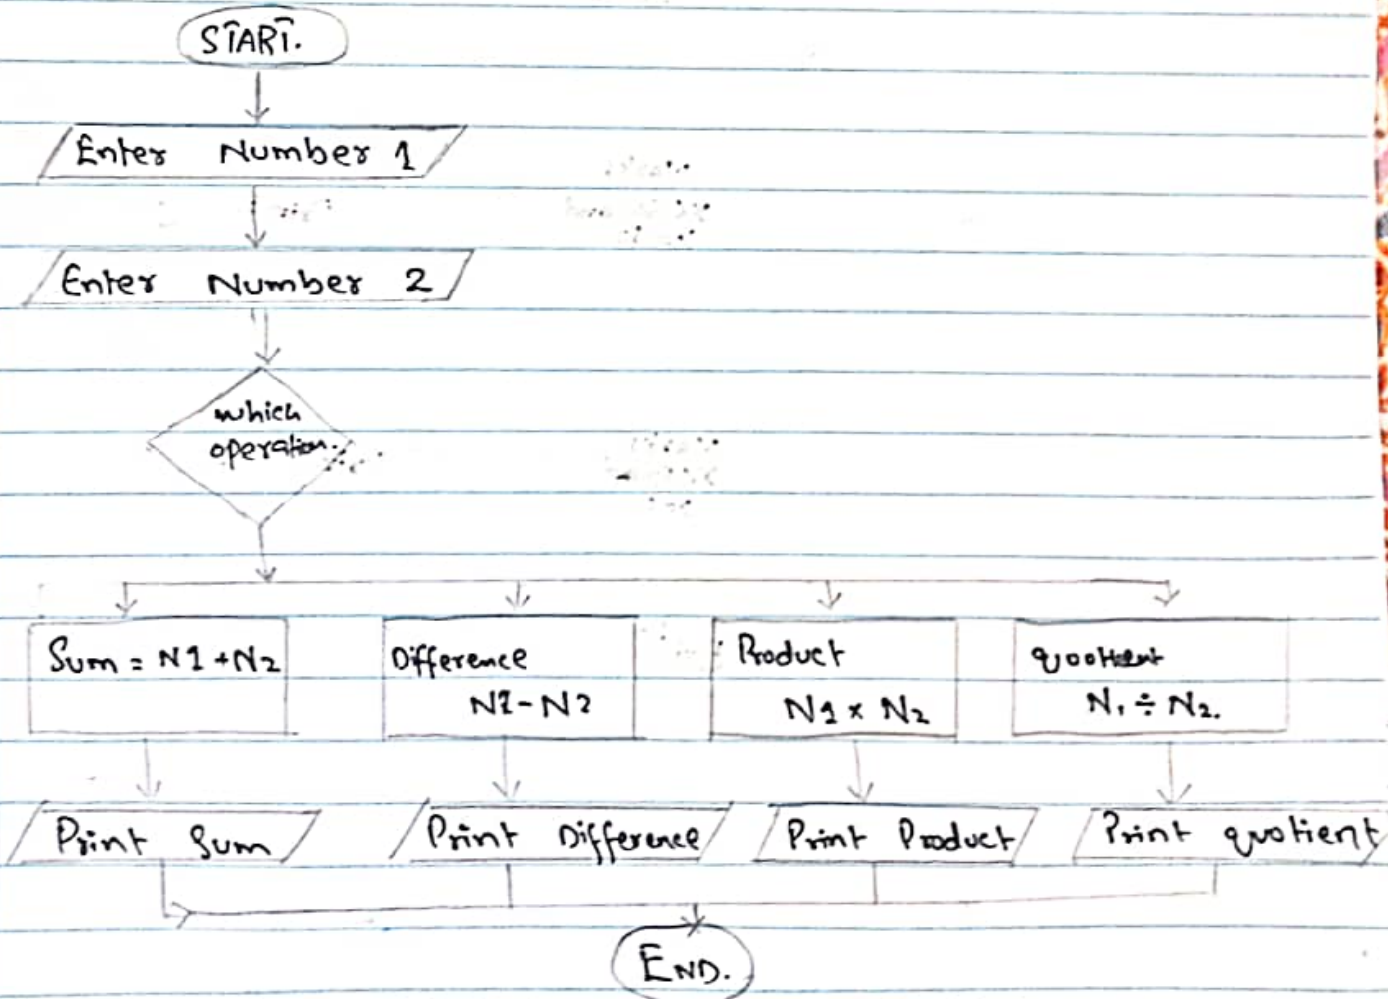 START.
Enter Number 1
Enter Number 2
which
operation.
Sum = N1+N2
Difference
N1-N2
Product
N1 x N2
quotient
N1 ÷ N2.
Print Sum
Print Difference
Print Product
Print quotient
END.